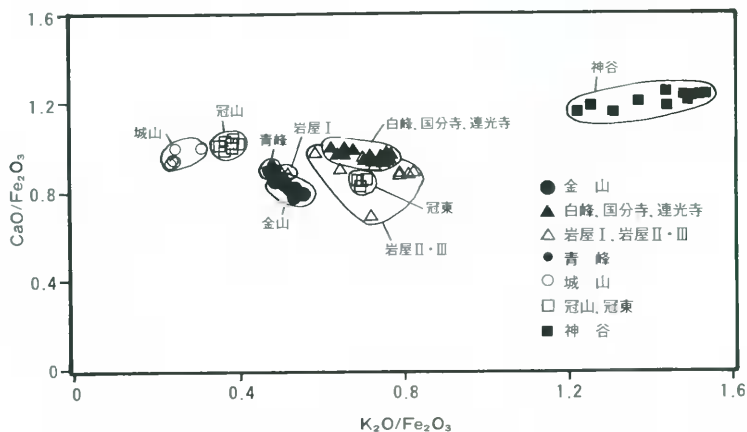 1.6
1.2
0.8
0.4
0
CaO/Fe₂O₃
0
0.4
0.8
1.2
1.6
K₂O/Fe₂O₃
城山
冠山
青峰
岩屋Ⅰ
金山
白峰、国分寺、連光寺
冠東
岩屋Ⅱ・Ⅲ
神谷
金 山
白峰、国分寺、連光寺
岩屋Ⅰ、岩屋Ⅱ・Ⅲ
青 峰
城 山
冠山、冠東
神 谷